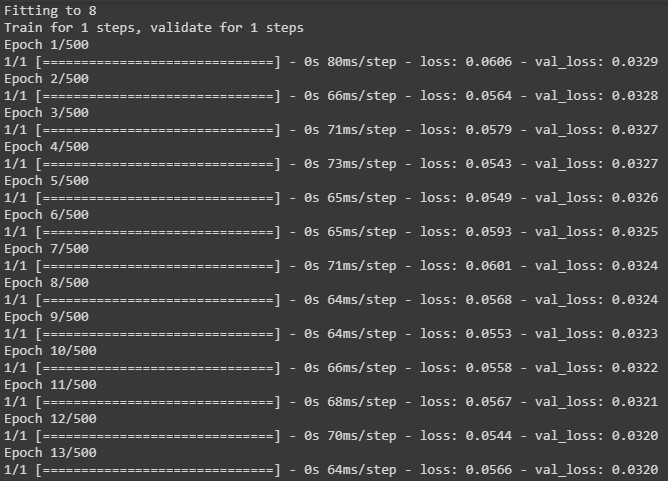 Fitting to 8
Train for 1 steps, validate for 1 steps
Epoch 1/500
1/1 [==============================] - 0s 80ms/step - loss: 0.0606 - val_loss: 0.0329
Epoch 2/500
1/1 [==============================] - 0s 66ms/step - loss: 0.0564 - val_loss: 0.0328
Epoch 3/500
1/1 [==============================] - 0s 71ms/step - loss: 0.0579 - val_loss: 0.0327
Epoch 4/500
1/1 [==============================] - 0s 73ms/step - loss: 0.0543 - val_loss: 0.0327
Epoch 5/500
1/1 [==============================] - 0s 65ms/step - loss: 0.0549 - val_loss: 0.0326
Epoch 6/500
1/1 [==============================] - 0s 65ms/step - loss: 0.0593 - val_loss: 0.0325
Epoch 7/500
1/1 [==============================] - 0s 71ms/step - loss: 0.0601 - val_loss: 0.0324
Epoch 8/500
1/1 [==============================] - 0s 64ms/step - loss: 0.0568 - val_loss: 0.0324
Epoch 9/500
1/1 [==============================] - 0s 64ms/step - loss: 0.0553 - val_loss: 0.0323
Epoch 10/500
1/1 [==============================] - 0s 66ms/step - loss: 0.0558 - val_loss: 0.0322
Epoch 11/500
1/1 [==============================] - 0s 68ms/step - loss: 0.0567 - val_loss: 0.0321
Epoch 12/500
1/1 [==============================] - 0s 70ms/step - loss: 0.0544 - val_loss: 0.0320
Epoch 13/500
1/1 [==============================] - 0s 64ms/step - loss: 0.0566 - val_loss: 0.0320